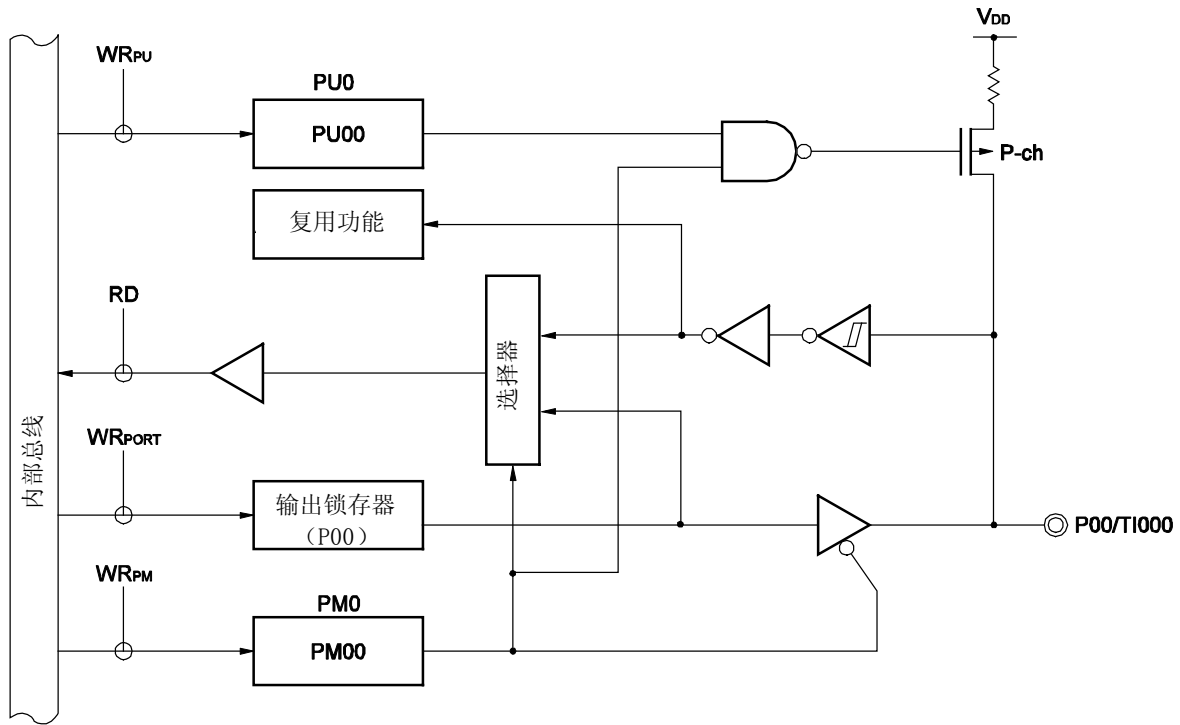 VDD
WRPU
PU0
PU00
P-ch
复用功能
RD
选择器
内部总线
WRPORT
输出锁存器
（P00）
P00/TI000
WRPM
PM0
PM00